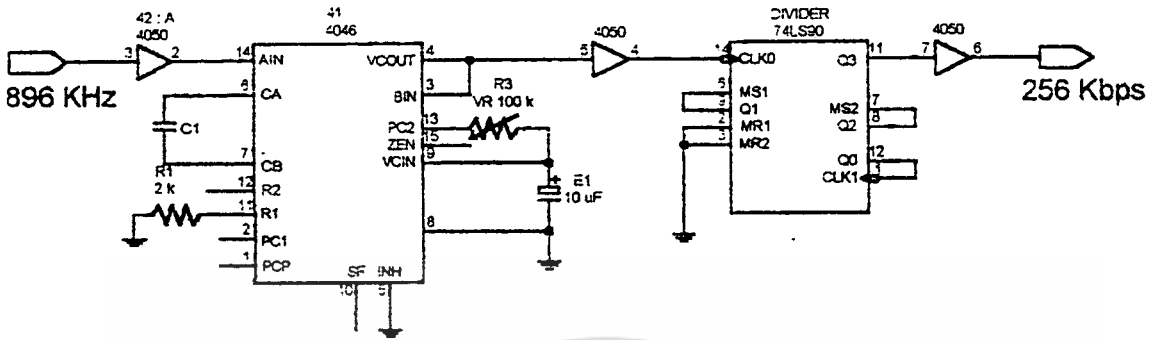 42 : A
4050
3
2
896 KHz
41
4046
14
AIN
6
CA
C1
7
CB
R1
2 k
12
R2
11
R1
2
PC1
1
PCP
VCOUT
4
BIN
3
PC2
13
ZEN
15
VCIN
9
8
SF
10
INH
5
R3
VR 100 k
+
E1
10 uF
4050
5
4
DIVIDER
74LS90
14
CLK0
6
MS1
9
Q1
2
MR1
3
MR2
Q3
11
MS2
7
Q2
8
Q0
12
CLK1
1
4050
7
6
256 Kbps